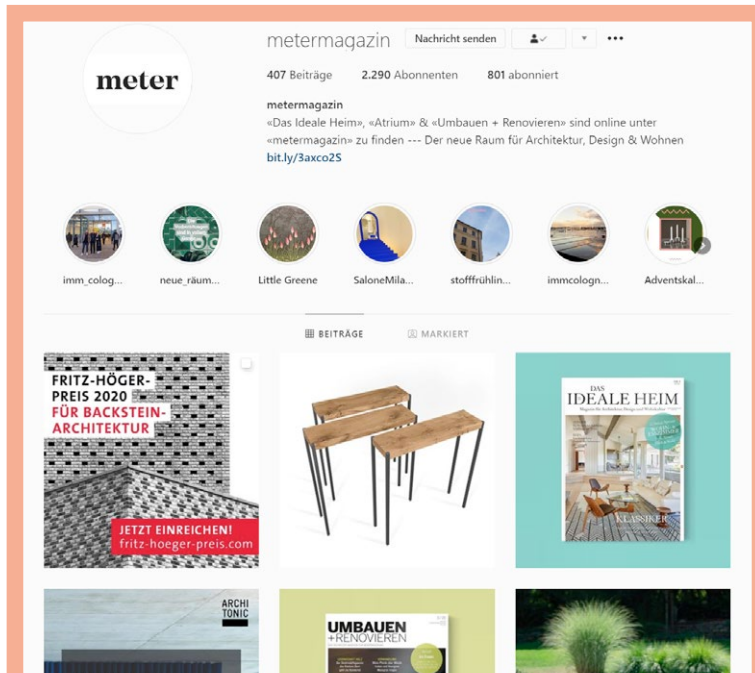 meter
metermagazin Nachricht senden
407 Beiträge 2.290 Abonnenten 801 abonniert
metermagazin
«Das Ideale Heim», «Atrium» & «Umbauen + Renovieren» sind online unter
«metermagazin» zu finden --- Der neue Raum für Architektur, Design & Wohnen
bit.ly/3axco2S
imm_colog... neue_räum... Little Greene SaloneMila... stofffrühlin... immcologn... Adventskal...
BEITRÄGE MARKIERT
FRITZ-HÖGER-
PREIS 2020
FÜR BACKSTEIN-
ARCHITEKTUR
JETZT EINREICHEN!
fritz-hoeger-preis.com
DAS
IDEALE HEIM
KLASSIKER
ARCHI
TONIC
UMBAUEN
+RENOVIEREN